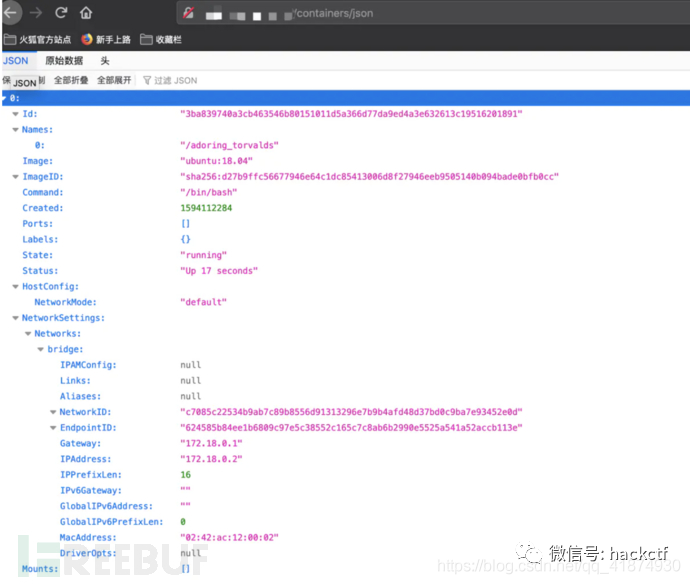 /containers/json
火狐官方站点 新手上路 收藏栏
JSON 原始数据 头
保 JSON 制 全部折叠 全部展开 过滤 JSON
0:
Id: "3ba839740a3cb463546b80151011d5a366d77da9ed4a3e632613c19516201891"
Names:
0: "/adoring_torvalds"
Image: "ubuntu:18.04"
ImageID: "sha256:d27b9ffc56677946e64c1dc85413006d8f27946eeb9505140b094bade0bfb0cc"
Command: "/bin/bash"
Created: 1594112284
Ports: []
Labels: {}
State: "running"
Status: "Up 17 seconds"
HostConfig:
NetworkMode: "default"
NetworkSettings:
Networks:
bridge:
IPAMConfig: null
Links: null
Aliases: null
NetworkID: "c7085c22534b9ab7c89b8556d91313296e7b9b4afd48d37bd0c9ba7e93452e0d"
EndpointID: "624585b84ee1b6809c97e5c38552c165c7c8ab6b2990e5525a541a52accb113e"
Gateway: "172.18.0.1"
IPAddress: "172.18.0.2"
IPPrefixLen: 16
IPv6Gateway: ""
GlobalIPv6Address: ""
GlobalIPv6PrefixLen: 0
MacAddress: "02:42:ac:12:00:02"
DriverOpts: null
Mounts: []
FREEBUF
微信号: hackctf
https://blog.csdn.net/qq_41874930